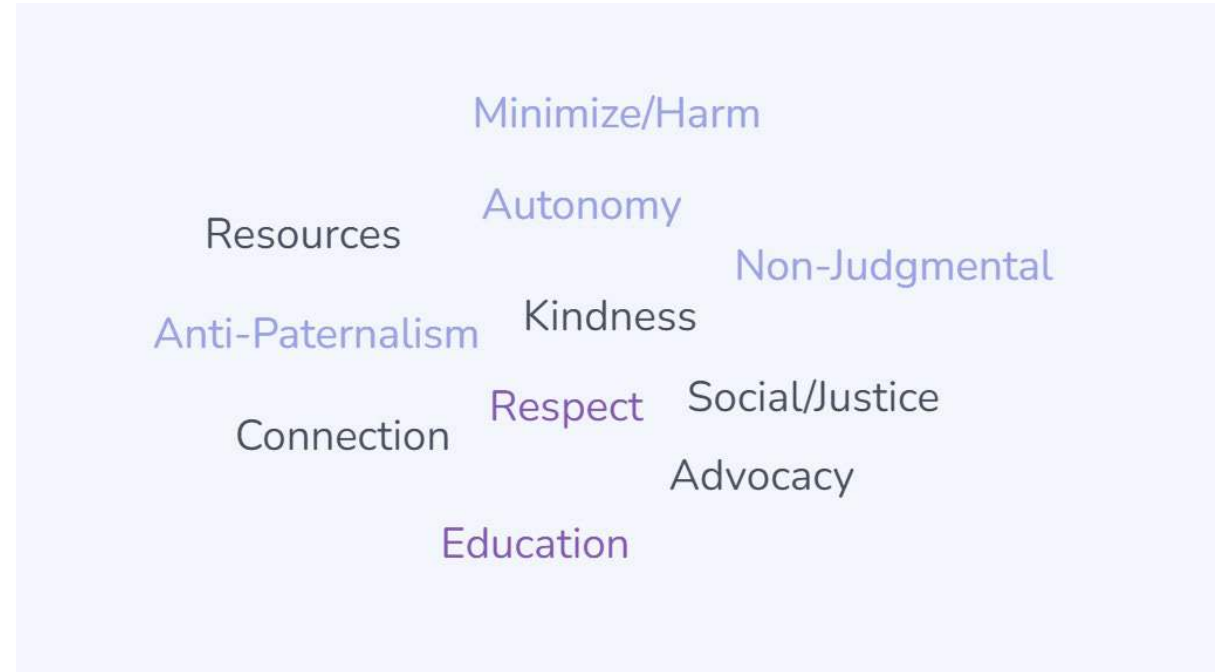 Minimize/Harm
Autonomy
Resources
Non-Judgmental
Kindness
Anti-Paternalism
Social/Justice
Respect
Connection
Advocacy
Education